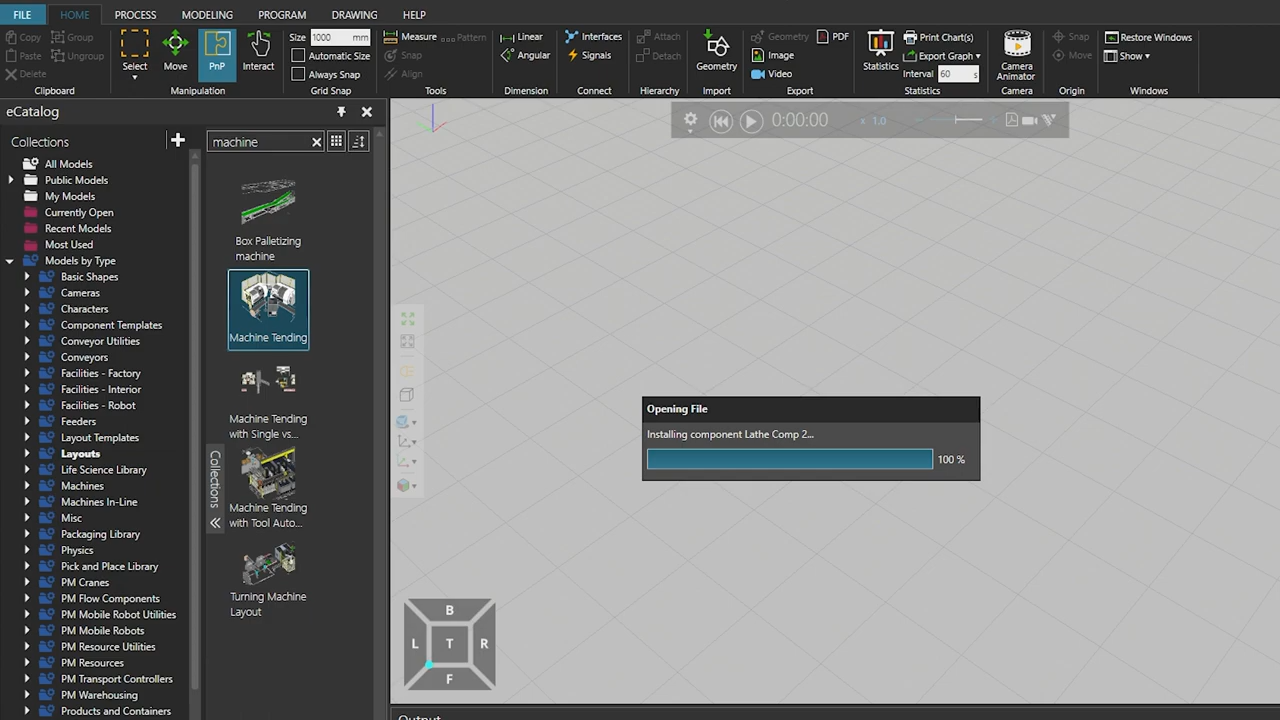 FILE HOME PROCESS MODELING PROGRAM DRAWING HELP
Copy Group
Paste Ungroup
Delete
Clipboard
Select Move PnP Interact
Manipulation
Size 1000 mm
Automatic Size
Always Snap
Grid Snap
Measure Pattern
Snap
Align
Tools
Linear
Angular
Dimension
Interfaces
Signals
Connect
Attach
Detach
Hierarchy
Geometry
Import
Geometry PDF
Image
Video
Export
Statistics
Print Chart(s)
Export Graph
Interval 60 s
Statistics
Camera
Animator
Camera
Snap
Move
Origin
Restore Windows
Show
Windows
eCatalog
Collections
All Models
Public Models
My Models
Currently Open
Recent Models
Most Used
Models by Type
Basic Shapes
Cameras
Characters
Component Templates
Conveyor Utilities
Conveyors
Facilities - Factory
Facilities - Interior
Facilities - Robot
Feeders
Layout Templates
Layouts
Life Science Library
Machines
Machines In-Line
Misc
Packaging Library
Physics
Pick and Place Library
PM Cranes
PM Flow Components
PM Mobile Robot Utilities
PM Mobile Robots
PM Resource Utilities
PM Resources
PM Transport Controllers
PM Warehousing
Products and Containers
Collections
machine
Box Palletizing
machine
Machine Tending
Machine Tending
with Single vs...
Machine Tending
with Tool Auto...
Turning Machine
Layout
0:00:00 x 1.0
Opening File
Installing component Lathe Comp 2...
100 %
B
L T R
F
Output